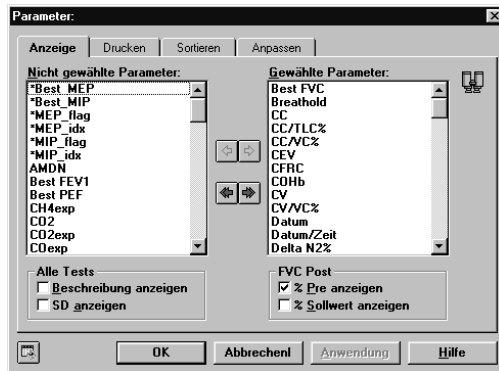 Parameter:
Anzeige Drucken Sortieren Anpassen
Nicht gewählte Parameter:
*Best_MEP
*Best_MIP
*MEP_flag
*MEP_idx
*MIP_flag
*MIP_idx
AMDN
Best FEV1
Best PEF
CH4exp
CO2
CO2exp
COexp
Gewählte Parameter:
Best FVC
Breathold
CC
CC/TLC%
CC/VC%
CEV
CFRC
COHb
CV
CV/VC%
Datum
Datum/Zeit
Delta N2%
Alle Tests
Beschreibung anzeigen
SD anzeigen
FVC Post
% Pre anzeigen
% Sollwert anzeigen
OK Abbrechenl Anwendung Hilfe